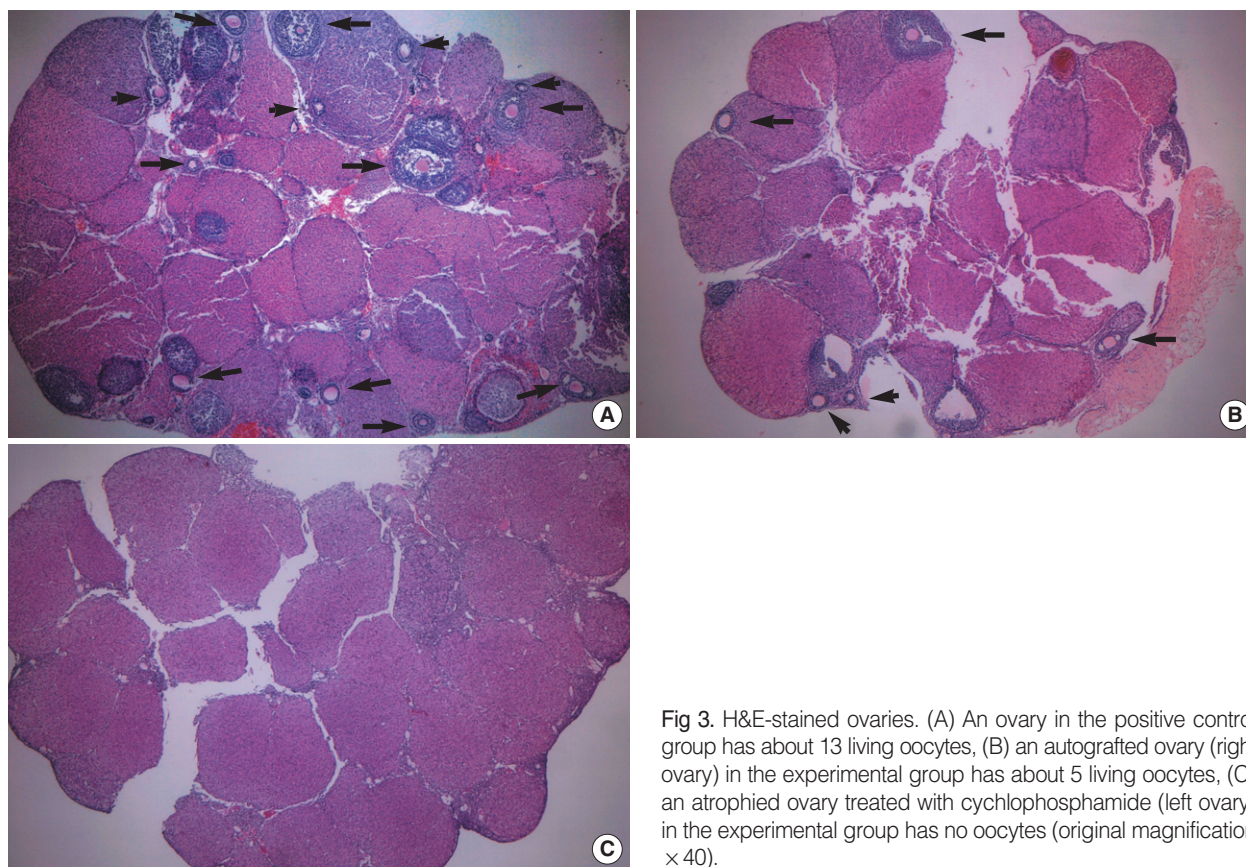 A
B
C
Fig 3. H&E-stained ovaries. (A) An ovary in the positive contro
group has about 13 living oocytes, (B) an autografted ovary (righ
ovary) in the experimental group has about 5 living oocytes, (C
an atrophied ovary treated with cychlophosphamide (left ovary
in the experimental group has no oocytes (original magnification
×40).